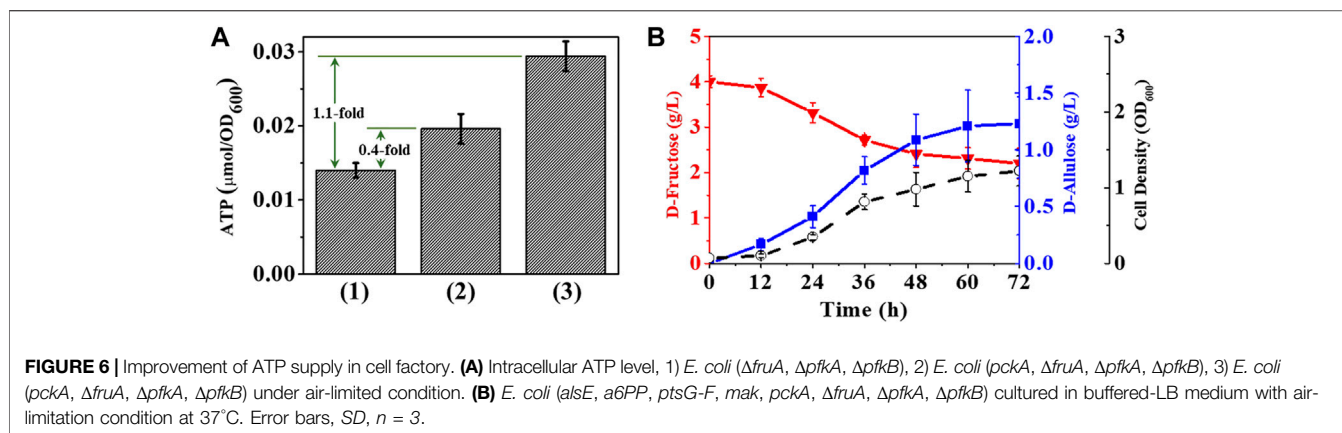 A
ATP (μmol/OD600)
0.03
0.02
0.01
0.00
1.1-fold
0.4-fold
(1)
(2)
(3)
B
D-Fructose (g/L)
5
4
3
2
1
0
0
12
24
36
48
60
72
Time (h)
2.0
1.5
1.0
0.5
0.0
D-Allulose (g/L)
3
2
1
0
Cell Density (OD600)
FIGURE 6 | Improvement of ATP supply in cell factory. (A) Intracellular ATP level, 1) E. coli (ΔfruA, ΔpfkA, ΔpfkB), 2) E. coli (pckA, ΔfruA, ΔpfkA, ΔpfkB), 3) E. coli
(pckA, ΔfruA, ΔpfkA, ΔpfkB) under air-limited condition. (B) E. coli (alsE, a6PP, ptsG-F, mak, pckA, ΔfruA, ΔpfkA, ΔpfkB) cultured in buffered-LB medium with air-
limitation condition at 37°C. Error bars, SD, n = 3.